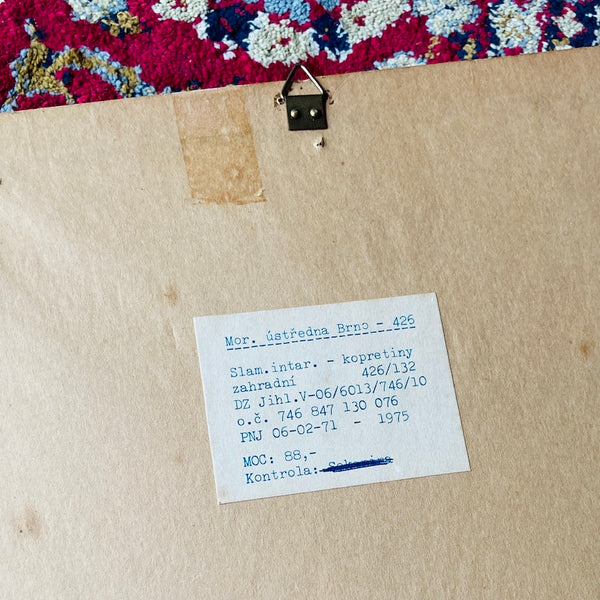 Mor. ústředna Brno - 426
Slam.intar. - kopretiny
zahradní 426/132
DZ Jihl.V-06/6013/746/10
o.č. 746 847 130 076
PNJ 06-02-71 - 1975
MOC: 88,-
Kontrola: